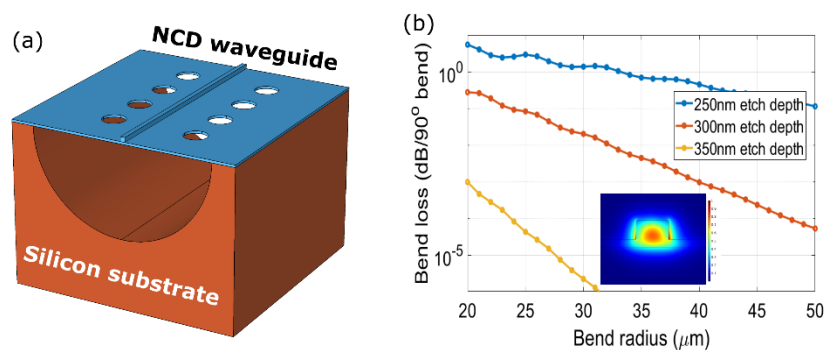 (a)
NCD waveguide
Silicon substrate
(b)
Bend loss (dB/90° bend)
10⁰
10⁻⁵
250nm etch depth
300nm etch depth
350nm etch depth
20 25 30 35 40 45 50
Bend radius (μm)